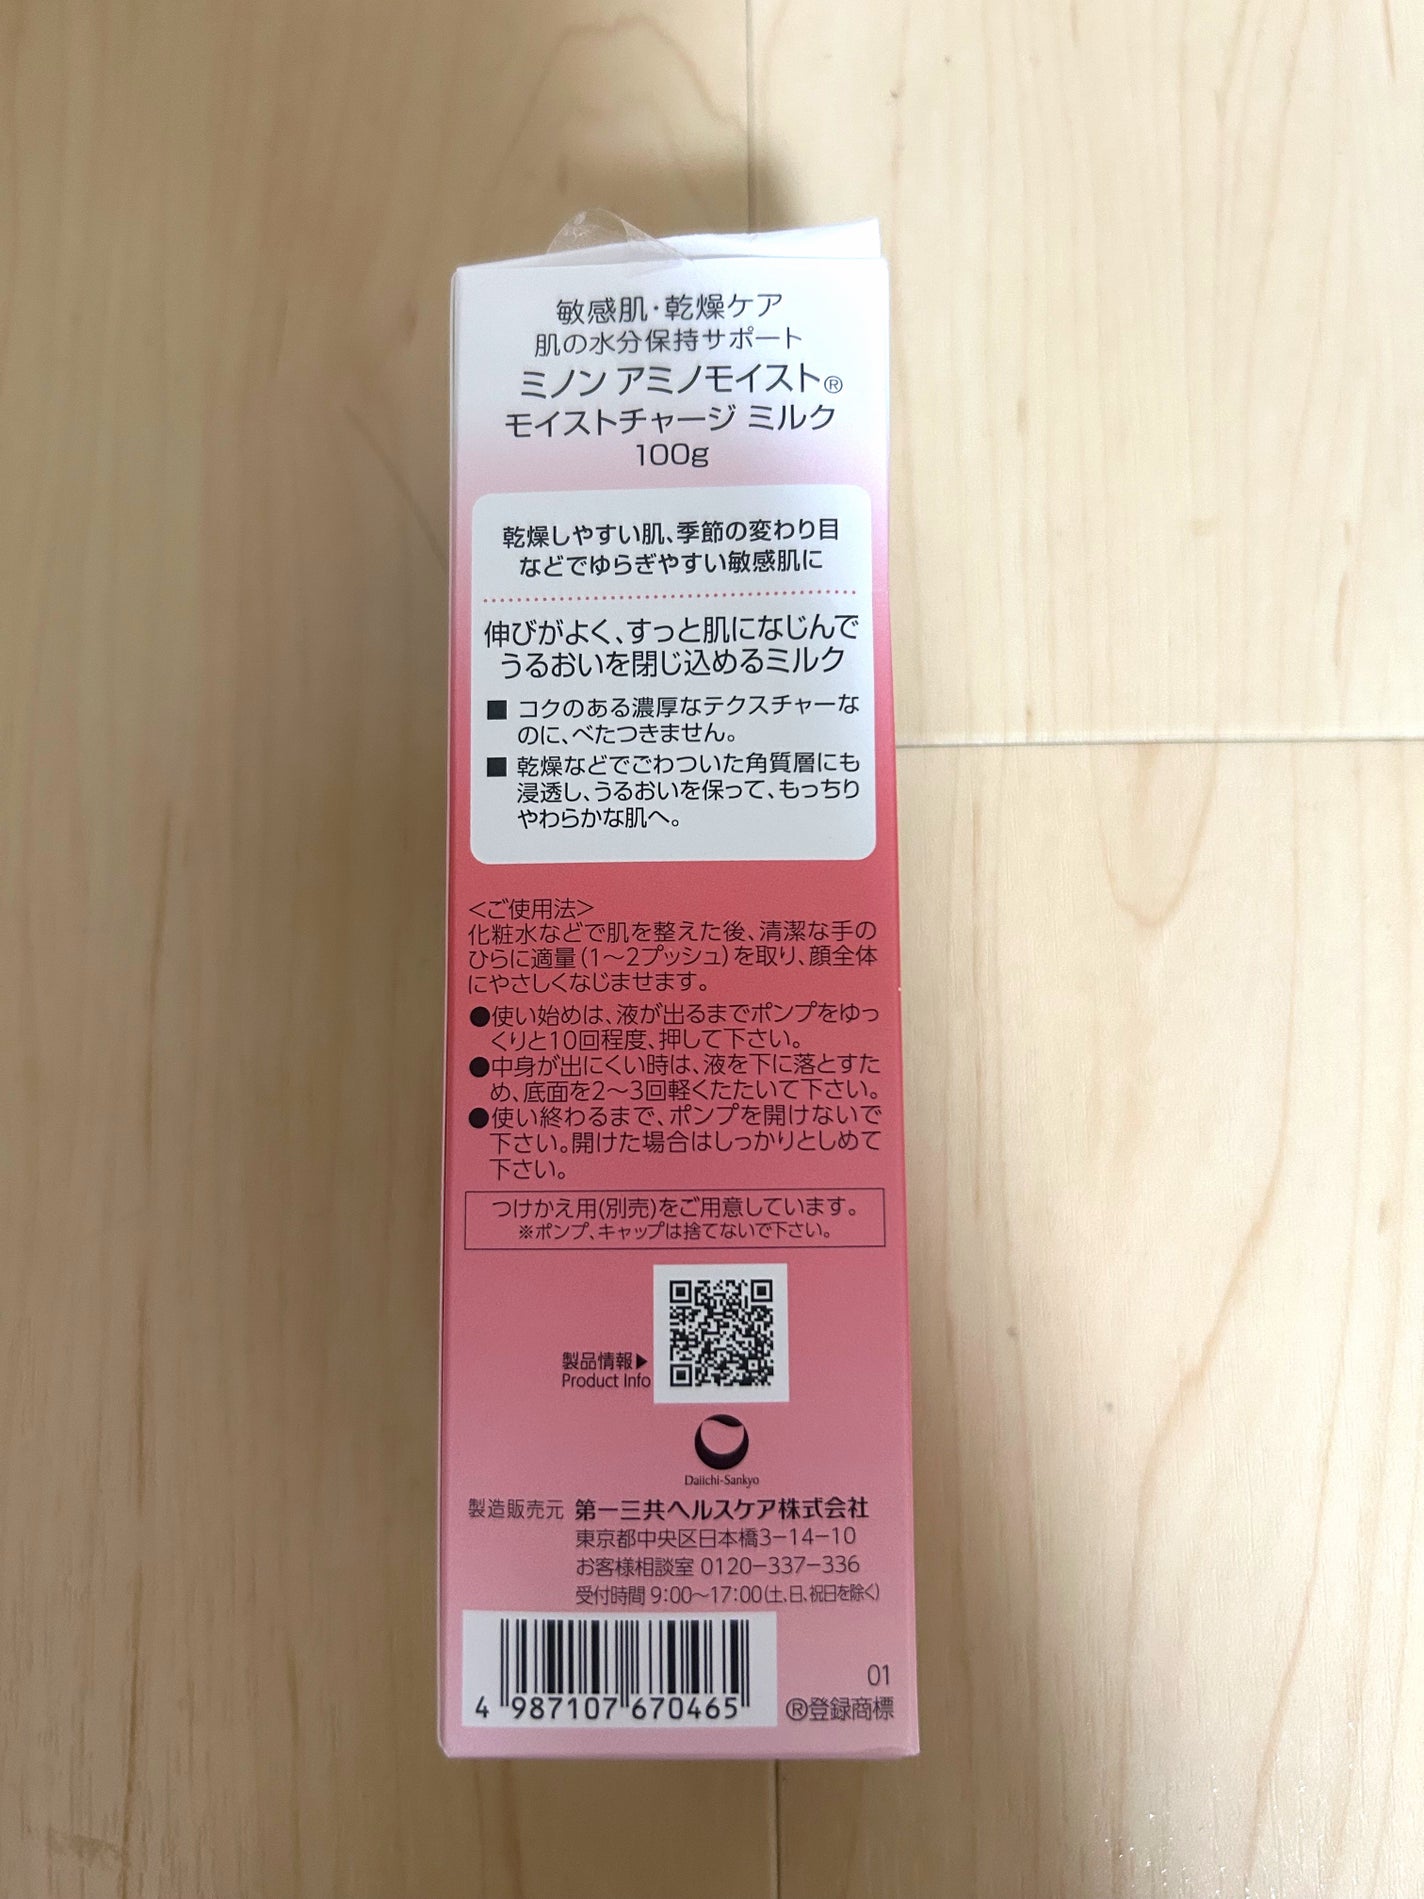 敏感肌・乾燥ケア
肌の水分保持サポート
ミノン アミノモイスト®
モイストチャージ ミルク
100g
乾燥しやすい肌、季節の変わり目
などでゆらぎやすい敏感肌に
伸びがよく、すっと肌になじんで
うるおいを閉じ込めるミルク
■ コクのある濃厚なテクスチャーな
のに、べたつきません。
■ 乾燥などでごわついた角質層にも
浸透し、うるおいを保って、もっちり
やわらかな肌へ。
＜ご使用法＞
化粧水などで肌を整えた後、清潔な手の
ひらに適量（1～2プッシュ）を取り、顔全体
にやさしくなじませます。
●使い始めは、液が出るまでポンプをゆっ
くりと10回程度、押して下さい。
●中身が出にくい時は、液を下に落とすた
め、底面を2～3回軽くたたいて下さい。
●使い終わるまで、ポンプを開けないで
下さい。開けた場合はしっかりとしめて
下さい。
つけかえ用(別売)をご用意しています。
※ポンプ、キャップは捨てないで下さい。
製品情報▶
Product Info
Daiichi-Sankyo
製造販売元 第一三共ヘルスケア株式会社
東京都中央区日本橋3－14－10
お客様相談室 0120－337－336
受付時間 9:00～17:00（土、日、祝日を除く）
01
4 987107 670465
®登録商標